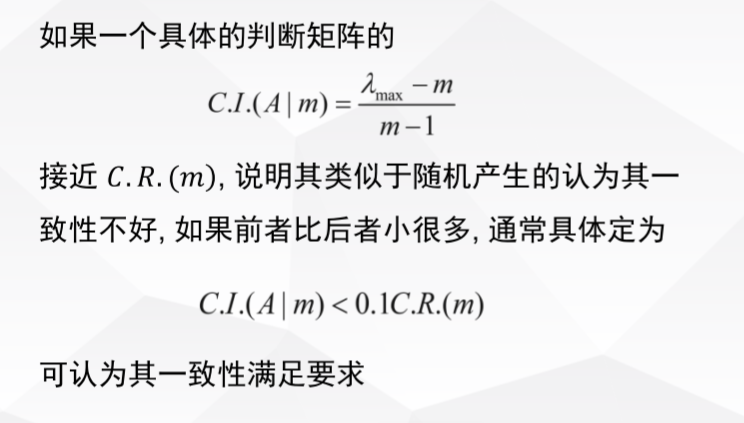 如果一个具体的判断矩阵的
C.I.(A | m) = (λmax − m) / (m − 1)
接近 C.R.(m), 说明其类似于随机产生的认为其一
致性不好, 如果前者比后者小很多, 通常具体定为
C.I.(A | m) < 0.1C.R.(m)
可认为其一致性满足要求